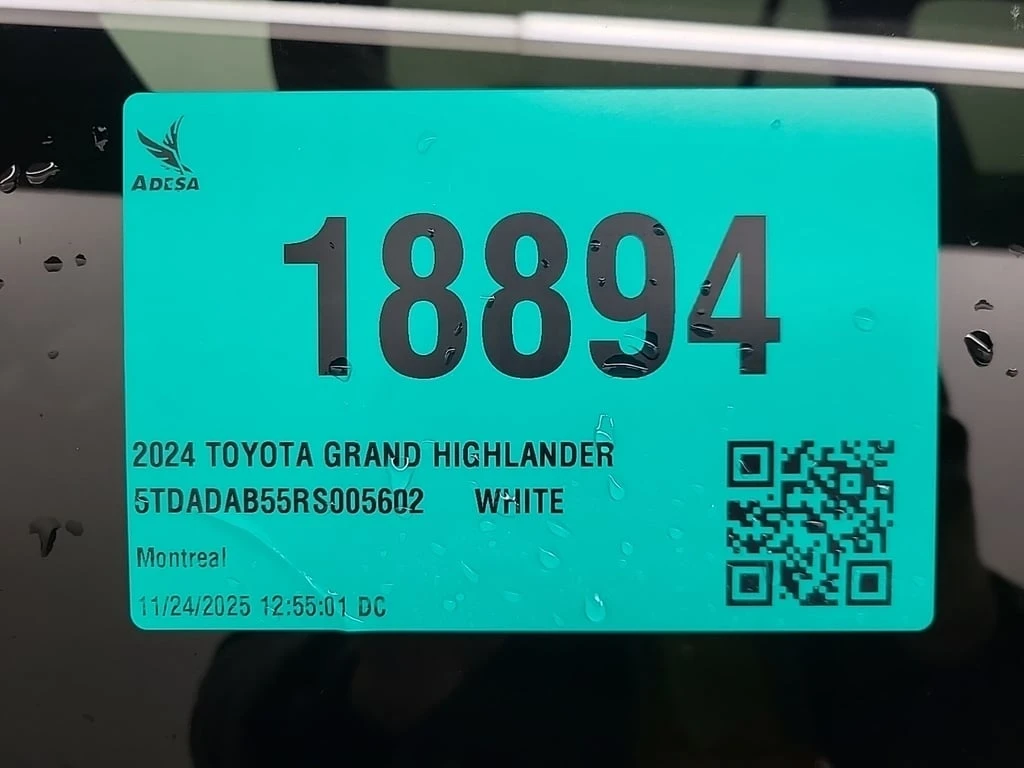 ADESA
18894
2024 TOYOTA GRAND HIGHLANDER
5TDADAB55RS005602 WHITE
Montreal
11/24/2025 12:55:01 DC